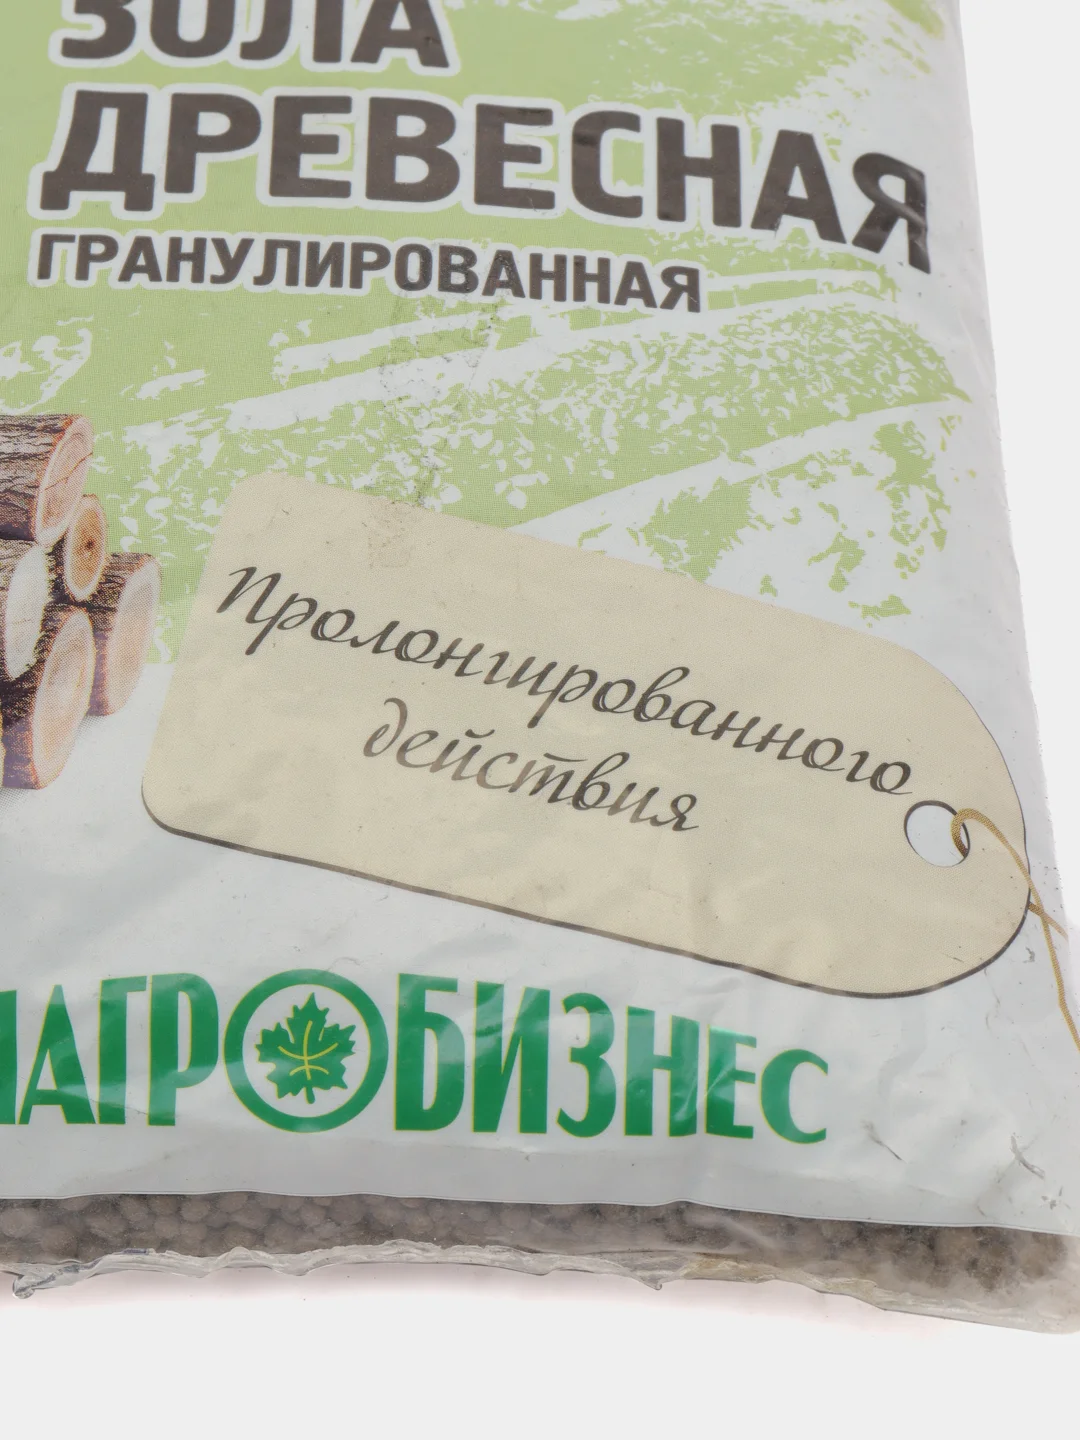 ЗОЛА
ДРЕВЕСНАЯ
ГРАНУЛИРОВАННАЯ
Пролонгированного
действия
АГРОБИЗНЕС